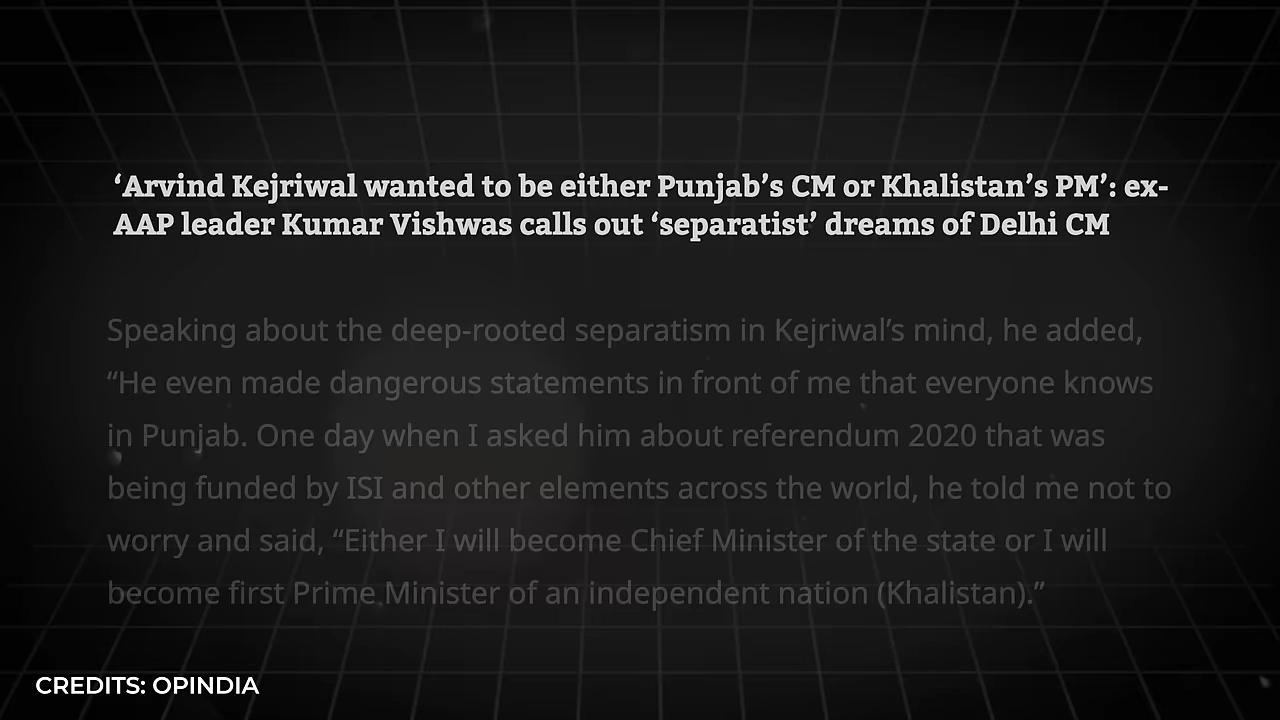 ‘Arvind Kejriwal wanted to be either Punjab’s CM or Khalistan’s PM’: ex-
AAP leader Kumar Vishwas calls out ‘separatist’ dreams of Delhi CM
Speaking about the deep-rooted separatism in Kejriwal’s mind, he added,
“He even made dangerous statements in front of me that everyone knows
in Punjab. One day when I asked him about referendum 2020 that was
being funded by ISI and other elements across the world, he told me not to
worry and said, “Either I will become Chief Minister of the state or I will
become first Prime Minister of an independent nation (Khalistan).”
CREDITS: OPINDIA